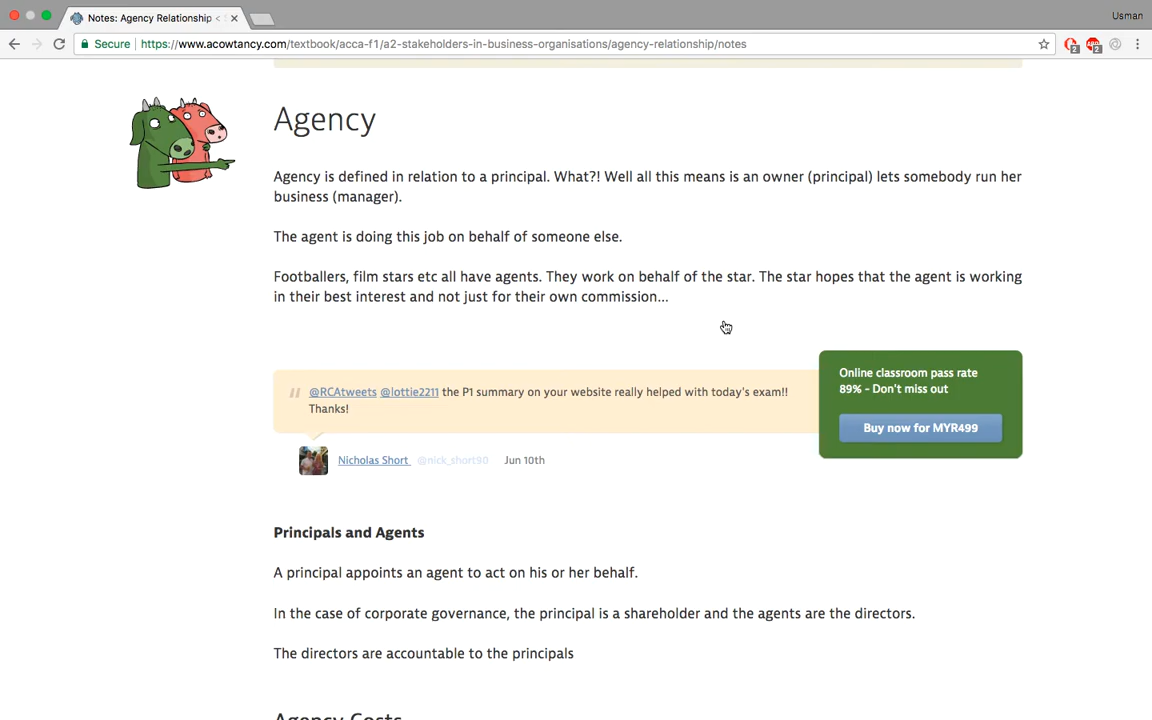 Notes: Agency Relationship <
Usman
Secure
https://www.acowtancy.com/textbook/acca-f1/a2-stakeholders-in-business-organisations/agency-relationship/notes
2
2
Agency
Agency is defined in relation to a principal. What?! Well all this means is an owner (principal) lets somebody run her
business (manager).
The agent is doing this job on behalf of someone else.
Footballers, film stars etc all have agents. They work on behalf of the star. The star hopes that the agent is working
in their best interest and not just for their own commission...
@RCAtweets @lottie2211 the P1 summary on your website really helped with today's exam!!
Thanks!
Nicholas Short @nick_short90 Jun 10th
Online classroom pass rate
89% - Don't miss out
Buy now for MYR499
Principals and Agents
A principal appoints an agent to act on his or her behalf.
In the case of corporate governance, the principal is a shareholder and the agents are the directors.
The directors are accountable to the principals
Agency Costs